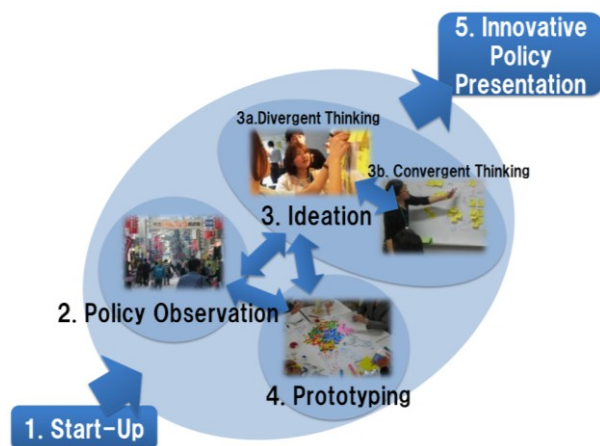 1. Start-Up
2. Policy Observation
3. Ideation
3a.Divergent Thinking
3b. Convergent Thinking
4. Prototyping
5. Innovative
Policy
Presentation